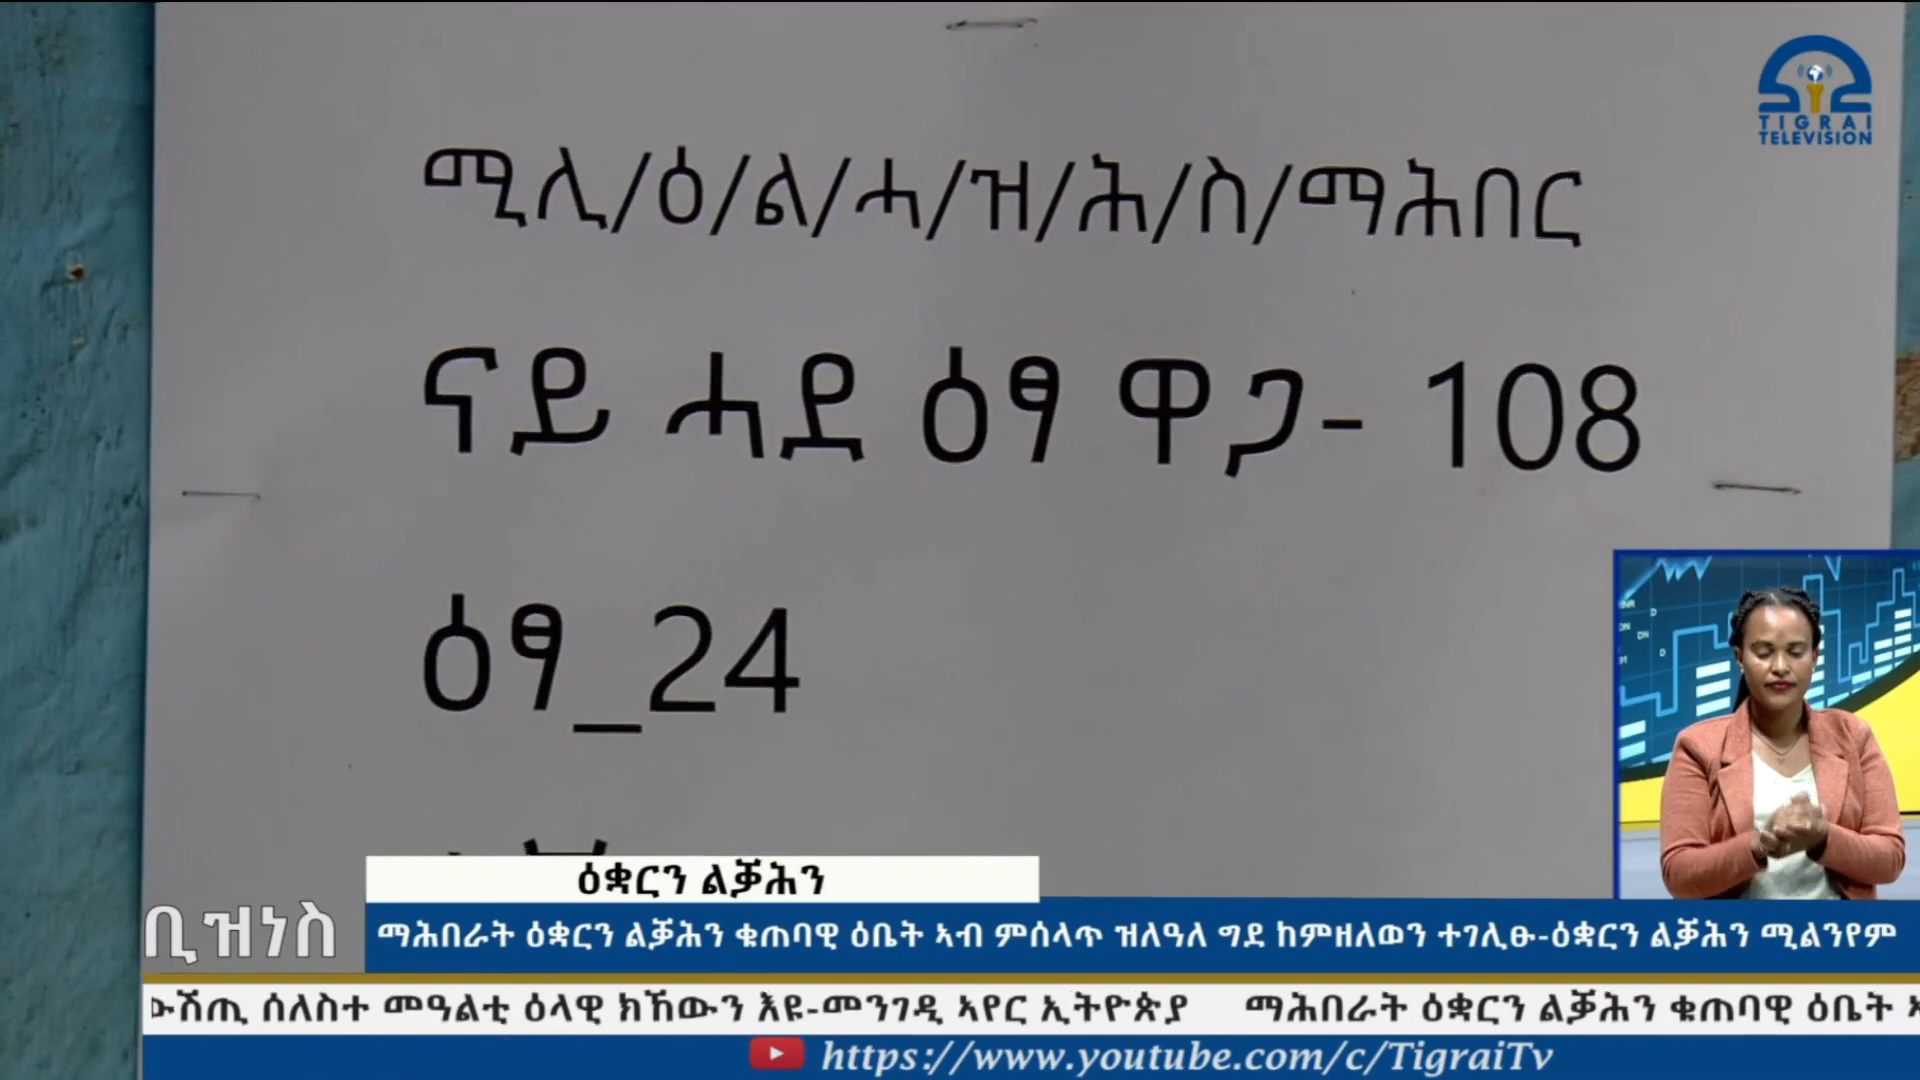 TIGRAI
TELEVISION
ሚሊ/ዕ/ል/ሓ/ዝ/ሕ/ስ/ማሕበር
ናይ ሓደ ዕፃ ዋጋ- 108
ዕፃ_24
ዕቋርን ልቓሕን
ቢዝነስ
ማሕበራት ዕቋርን ልቓሕን ቁጠባዊ ዕቤት ኣብ ምሰላጥ ዝለዓለ ግደ ከምዘለወን ተገሊፁ-ዕቋርን ልቓሕን ሚልንየም
ውሽጢ ሰለስተ መዓልቲ ዕላዊ ክኸውን እዩ-መንገዲ ኣየር ኢትዮጵያ ማሕበራት ዕቋርን ልቓሕን ቁጠባዊ ዕቤት
https://www.youtube.com/c/TigraiTv